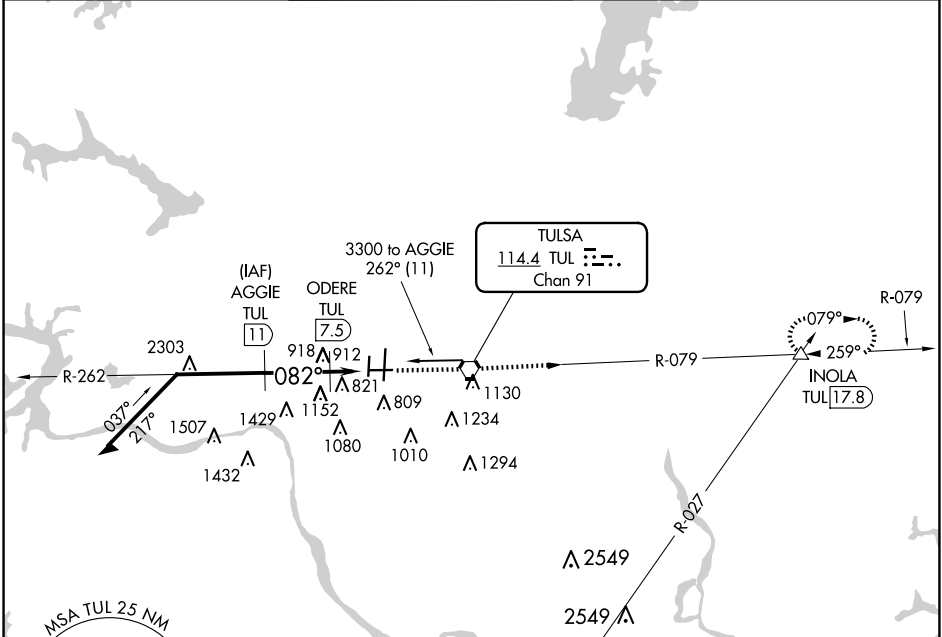 TULSA
114.4 TUL
Chan 91
3300 to AGGIE
262° (11)
(IAF)
AGGIE
TUL
11
ODERE
TUL
7.5
R-079
079°
259°
INOLA
TUL 17.8
R-079
2303
918
912
R-262
082°
821
1130
037°
217°
1507
1429
1152
809
1234
1432
1080
1010
1294
R-027
2549
2549
MSA TUL 25 NM